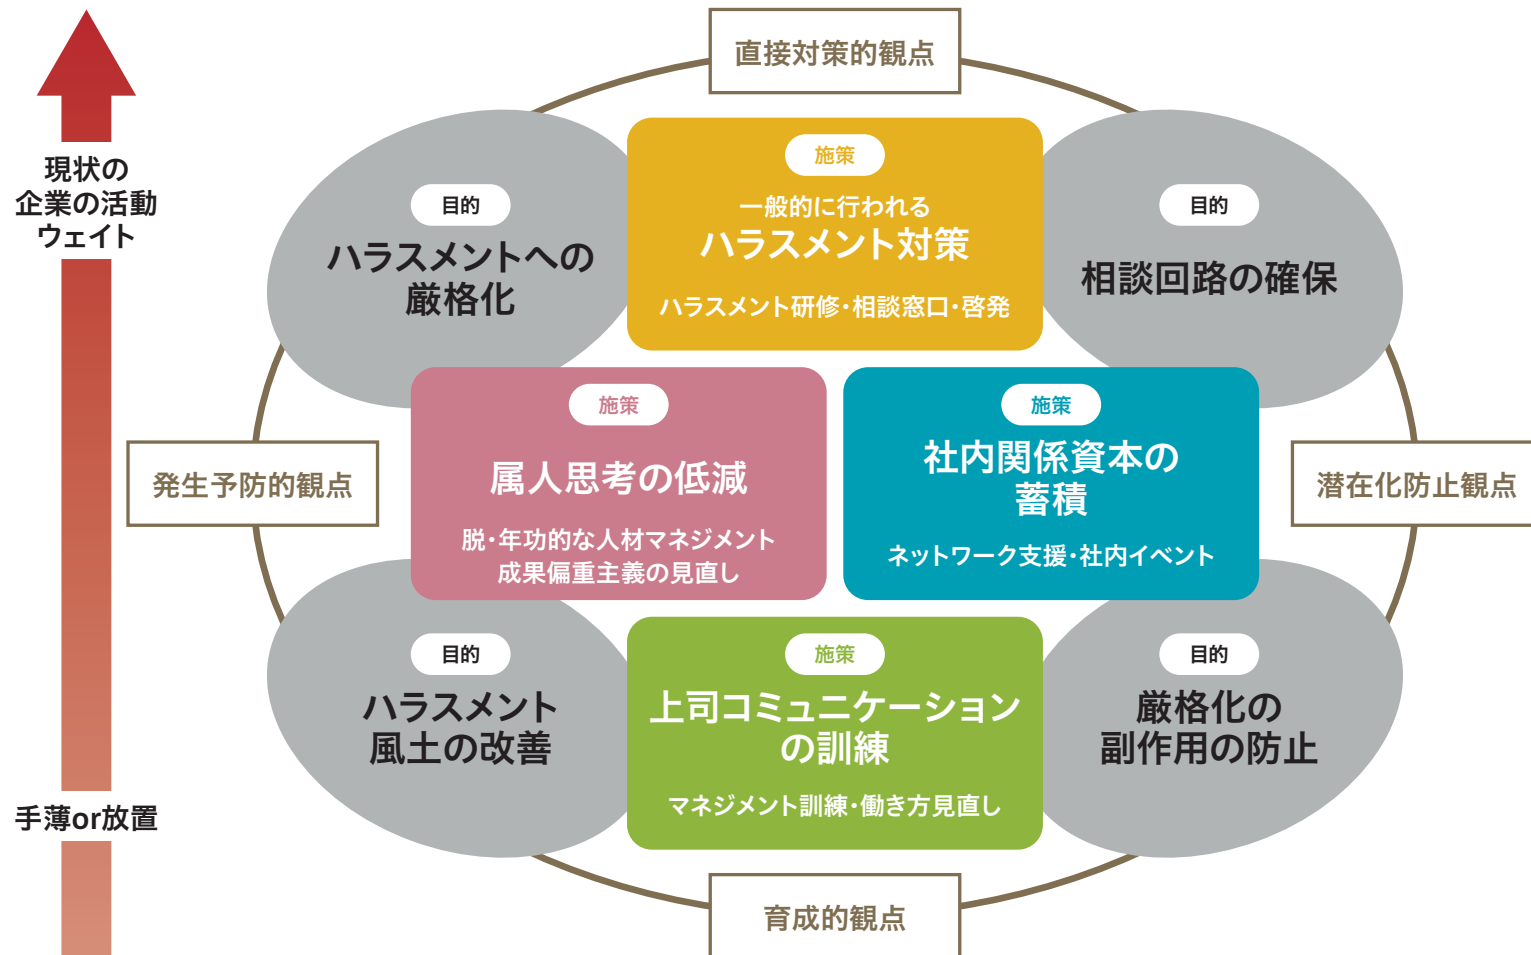 直接対策的観点
現状の
企業の活動
ウェイト
手薄or放置
目的
ハラスメントへの
厳格化
施策
一般的に行われる
ハラスメント対策
ハラスメント研修・相談窓口・啓発
目的
相談回路の確保
発生予防的観点
施策
属人思考の低減
脱・年功的な人材マネジメント
成果偏重主義の見直し
施策
社内関係資本の
蓄積
ネットワーク支援・社内イベント
潜在化防止観点
目的
ハラスメント
風土の改善
施策
上司コミュニケーション
の訓練
マネジメント訓練・働き方見直し
目的
厳格化の
副作用の防止
育成的観点